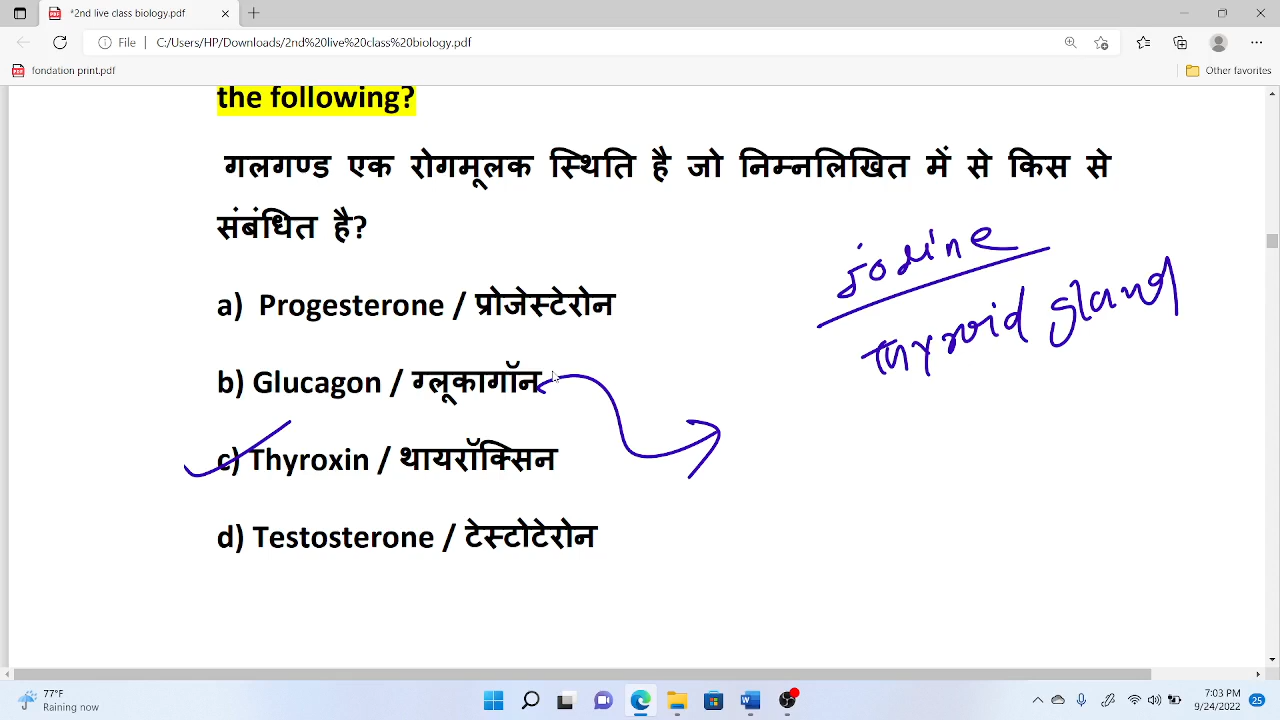 *2nd live class biology.pdf
File C:/Users/HP/Downloads/2nd%20live%20class%20biology.pdf
fondation print.pdf Other favorites
the following?
गलगण्ड एक रोगमूलक स्थिति है जो निम्नलिखित में से किस से
संबंधित है?
iodine
Thyroid gland
a) Progesterone / प्रोजेस्टेरोन
b) Glucagon / ग्लूकागॉन
c) Thyroxin / थायरॉक्सिन
d) Testosterone / टेस्टोटेरोन
77°F
Raining now
7:03 PM
9/24/2022
25